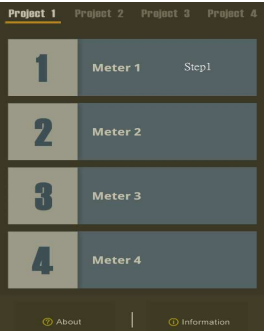 Project 1 Project 2 Project 3 Project 4
1 Meter 1 Step1
2 Meter 2
3 Meter 3
4 Meter 4
? About i Information